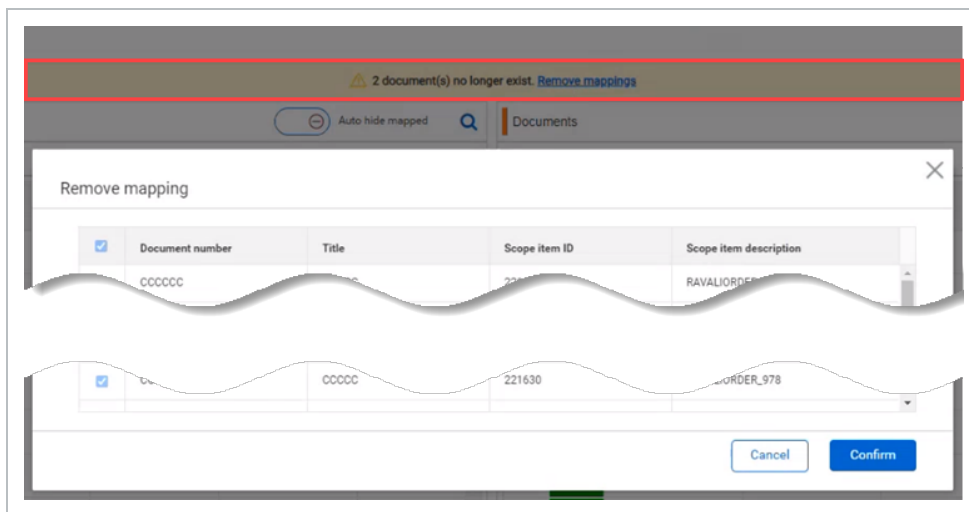 2 document(s) no longer exist. Remove mappings
Auto hide mapped
Documents
Remove mapping
Document number Title Scope item ID Scope item description
CCCCCC
CCCCC 221630
Cancel Confirm